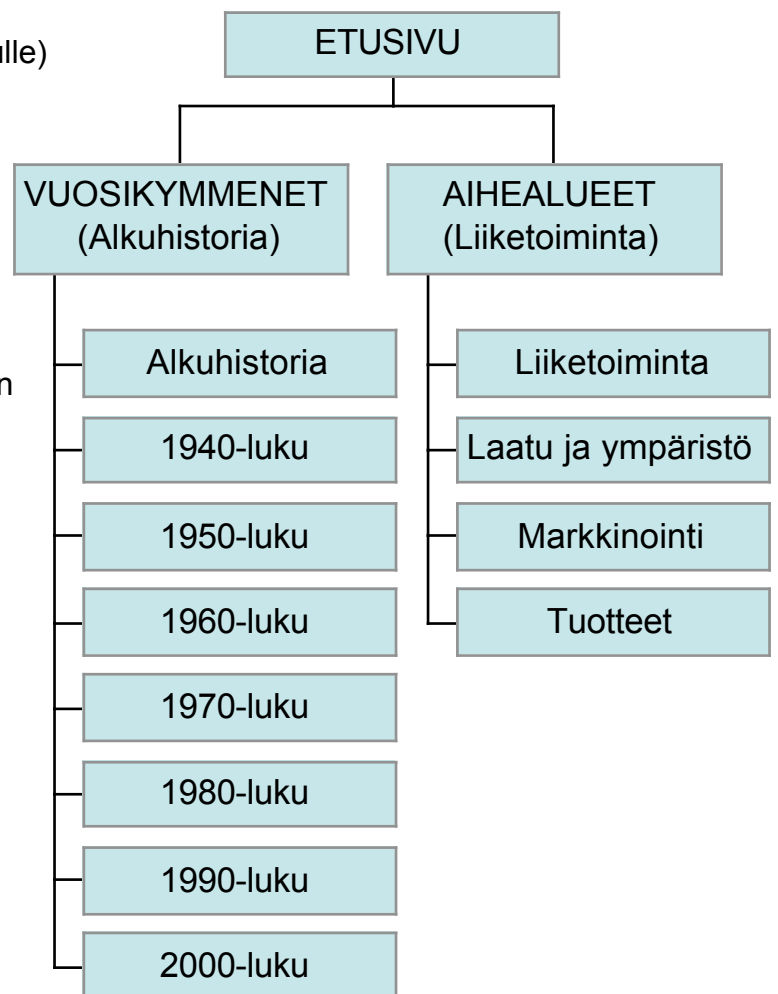 ETUSIVU
VUOSIKYMMENET
(Alkuhistoria)
AIHEALUEET
(Liiketoiminta)
Alkuhistoria
1940-luku
1950-luku
1960-luku
1970-luku
1980-luku
1990-luku
2000-luku
Liiketoiminta
Laatu ja ympäristö
Markkinointi
Tuotteet